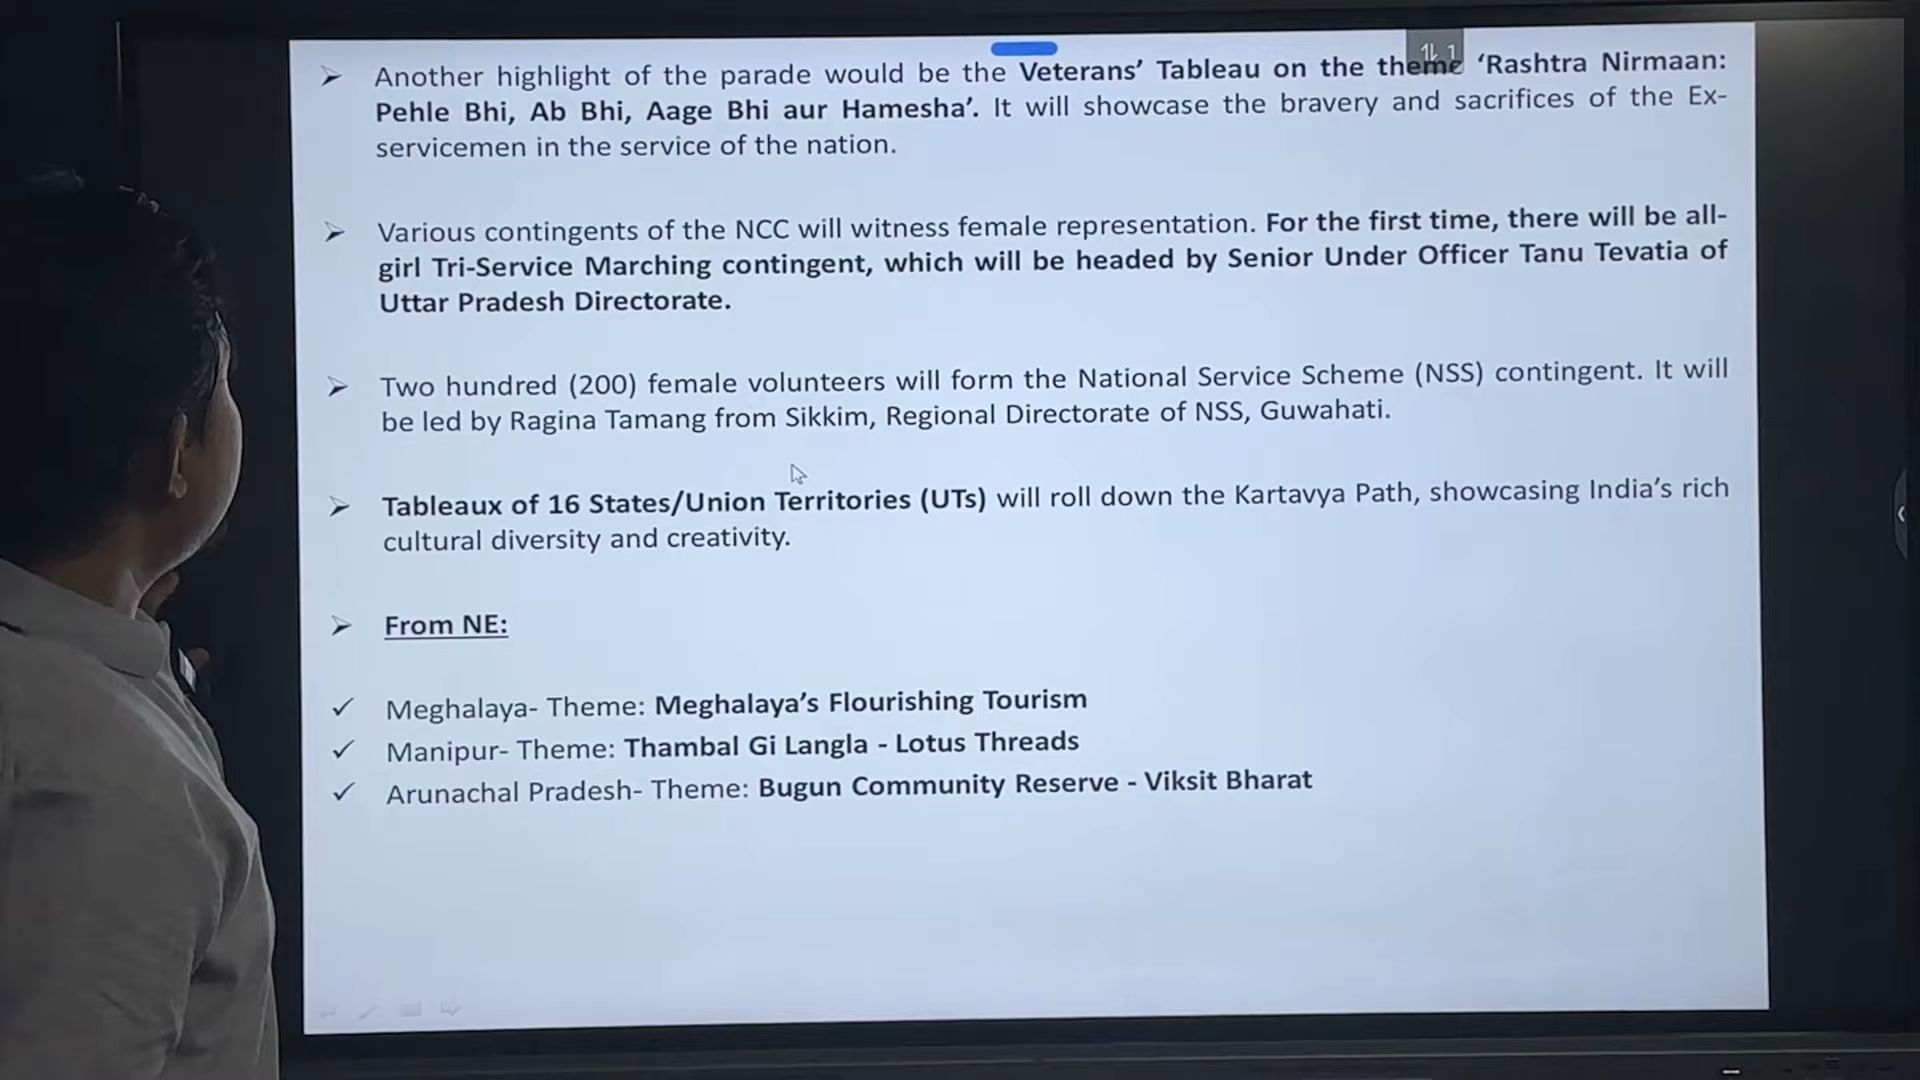 Another highlight of the parade would be the Veterans’ Tableau on the theme ‘Rashtra Nirmaan:
Pehle Bhi, Ab Bhi, Aage Bhi aur Hamesha’. It will showcase the bravery and sacrifices of the Ex-
servicemen in the service of the nation.
Various contingents of the NCC will witness female representation. For the first time, there will be all-
girl Tri-Service Marching contingent, which will be headed by Senior Under Officer Tanu Tevatia of
Uttar Pradesh Directorate.
Two hundred (200) female volunteers will form the National Service Scheme (NSS) contingent. It will
be led by Ragina Tamang from Sikkim, Regional Directorate of NSS, Guwahati.
Tableaux of 16 States/Union Territories (UTs) will roll down the Kartavya Path, showcasing India’s rich
cultural diversity and creativity.
From NE:
Meghalaya- Theme: Meghalaya’s Flourishing Tourism
Manipur- Theme: Thambal Gi Langla - Lotus Threads
Arunachal Pradesh- Theme: Bugun Community Reserve - Viksit Bharat